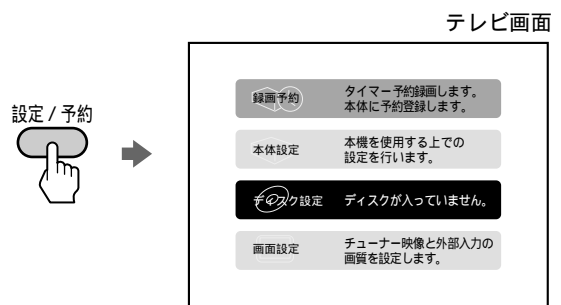 テレビ画面
設定 / 予約
録画予約
タイマー予約録画します。
本体に予約登録します。
本体設定
本機を使用する上での
設定を行います。
ディスク設定
ディスクが入っていません。
画面設定
チューナー映像と外部入力の
画質を設定します。